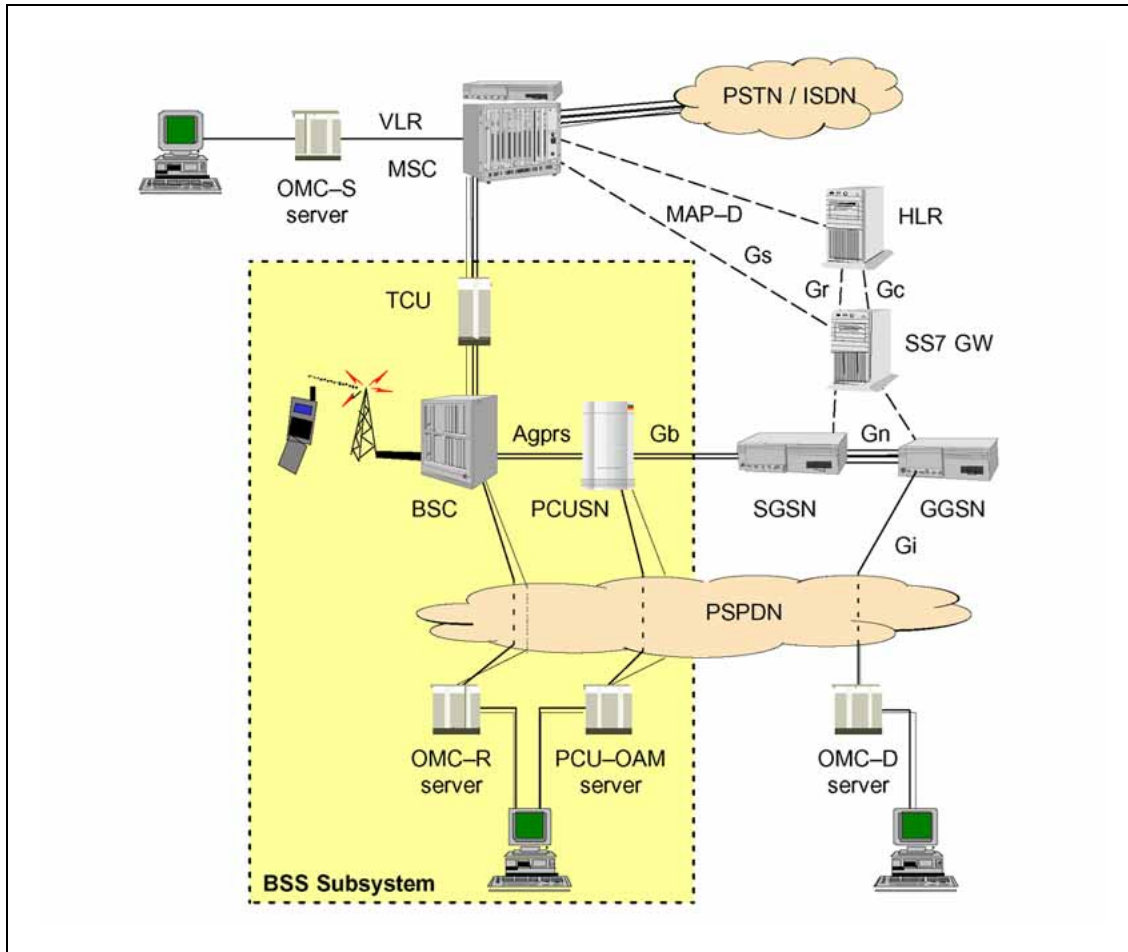 PSTN / ISDN
VLR
MSC
OMC–S
server
MAP–D
HLR
Gs
Gr
Gc
TCU
SS7 GW
Agprs
Gb
Gn
BSC
PCUSN
SGSN
GGSN
Gi
PSPDN
OMC–R
server
PCU–OAM
server
OMC–D
server
BSS Subsystem